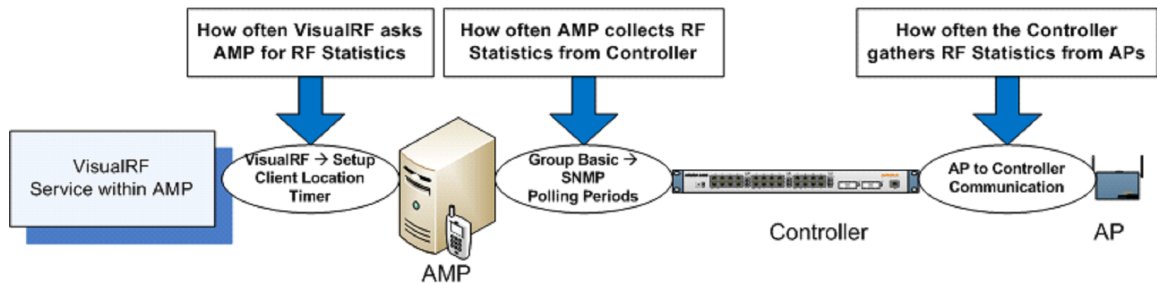 How often VisualRF asks
AMP for RF Statistics
How often AMP collects RF
Statistics from Controller
How often the Controller
gathers RF Statistics from APs
VisualRF
Service within AMP
VisualRF → Setup
Client Location
Timer
Group Basic →
SNMP
Polling Periods
AP to Controller
Communication
AMP
Controller
AP